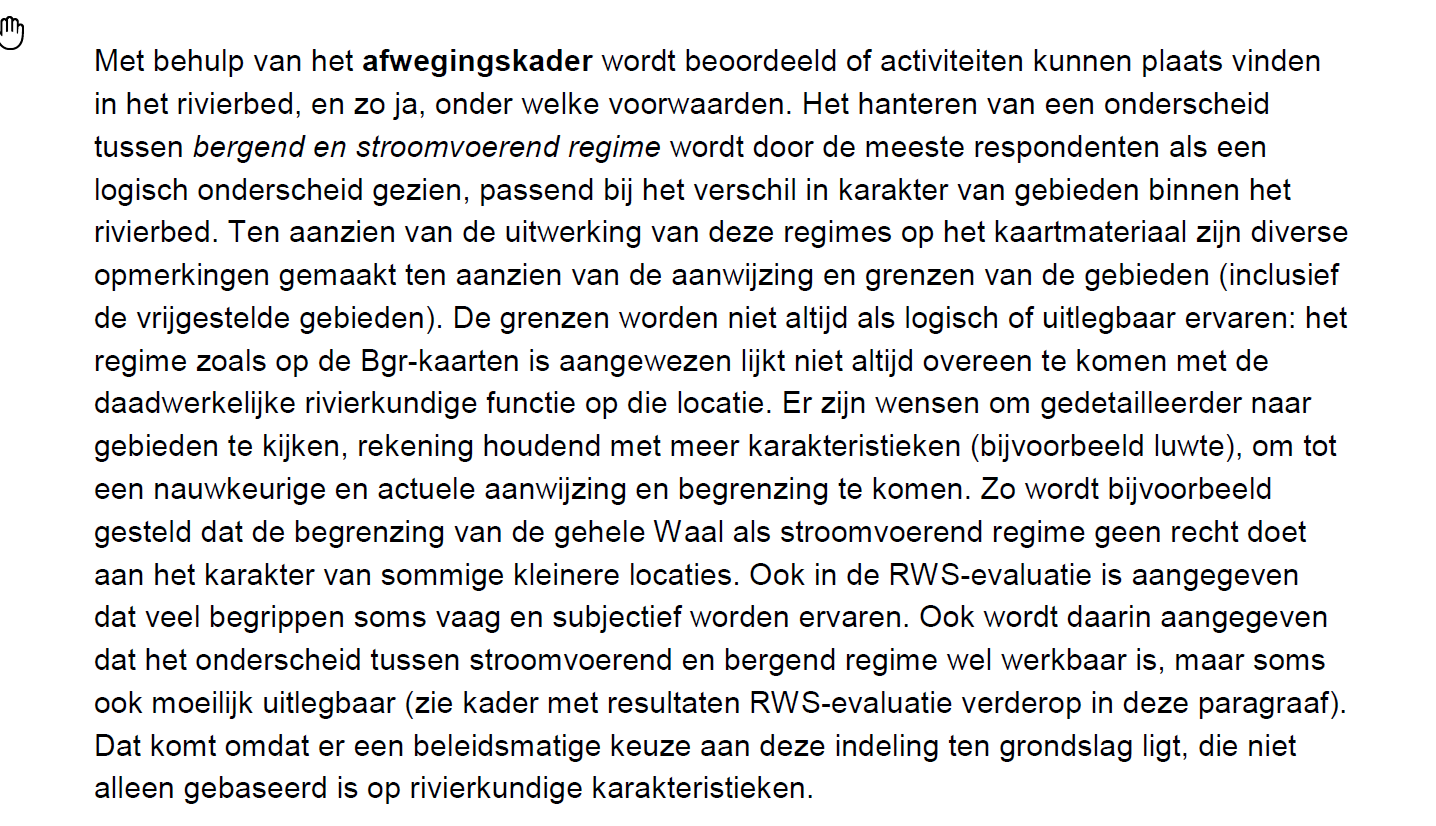 Met behulp van het afwegingskader wordt beoordeeld of activiteiten kunnen plaats vinden
in het rivierbed, en zo ja, onder welke voorwaarden. Het hanteren van een onderscheid
tussen bergend en stroomvoerend regime wordt door de meeste respondenten als een
logisch onderscheid gezien, passend bij het verschil in karakter van gebieden binnen het
rivierbed. Ten aanzien van de uitwerking van deze regimes op het kaartmateriaal zijn diverse
opmerkingen gemaakt ten aanzien van de aanwijzing en grenzen van de gebieden (inclusief
de vrijgestelde gebieden). De grenzen worden niet altijd als logisch of uitlegbaar ervaren: het
regime zoals op de Bgr-kaarten is aangewezen lijkt niet altijd overeen te komen met de
daadwerkelijke rivierkundige functie op die locatie. Er zijn wensen om gedetailleerder naar
gebieden te kijken, rekening houdend met meer karakteristieken (bijvoorbeeld luwte), om tot
een nauwkeurige en actuele aanwijzing en begrenzing te komen. Zo wordt bijvoorbeeld
gesteld dat de begrenzing van de gehele Waal als stroomvoerend regime geen recht doet
aan het karakter van sommige kleinere locaties. Ook in de RWS-evaluatie is aangegeven
dat veel begrippen soms vaag en subjectief worden ervaren. Ook wordt daarin aangegeven
dat het onderscheid tussen stroomvoerend en bergend regime wel werkbaar is, maar soms
ook moeilijk uitlegbaar (zie kader met resultaten RWS-evaluatie verderop in deze paragraaf).
Dat komt omdat er een beleidsmatige keuze aan deze indeling ten grondslag ligt, die niet
alleen gebaseerd is op rivierkundige karakteristieken.